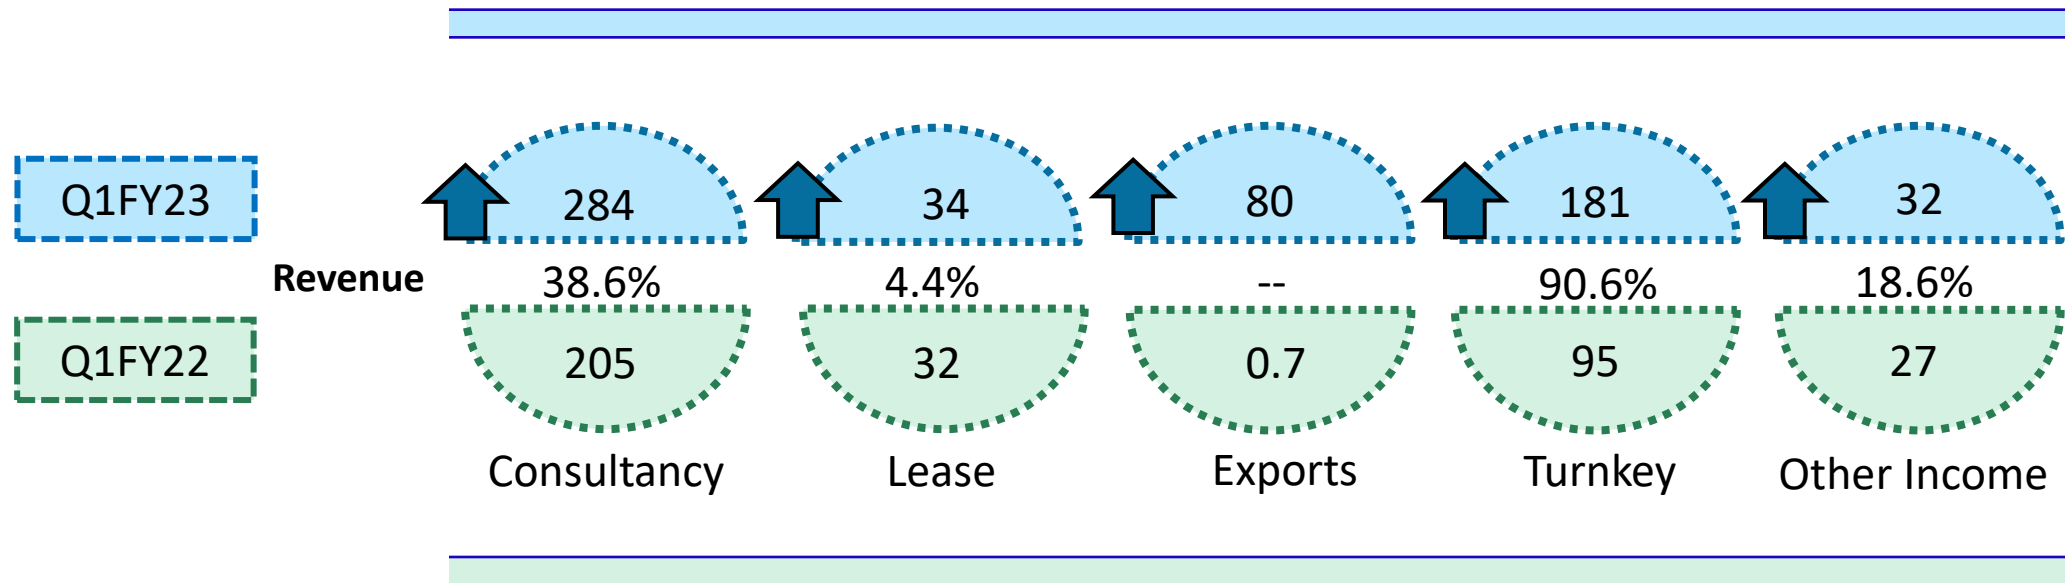 Q1FY23
284
34
80
181
32
Revenue
38.6%
4.4%
--
90.6%
18.6%
Q1FY22
205
32
0.7
95
27
Consultancy
Lease
Exports
Turnkey
Other Income